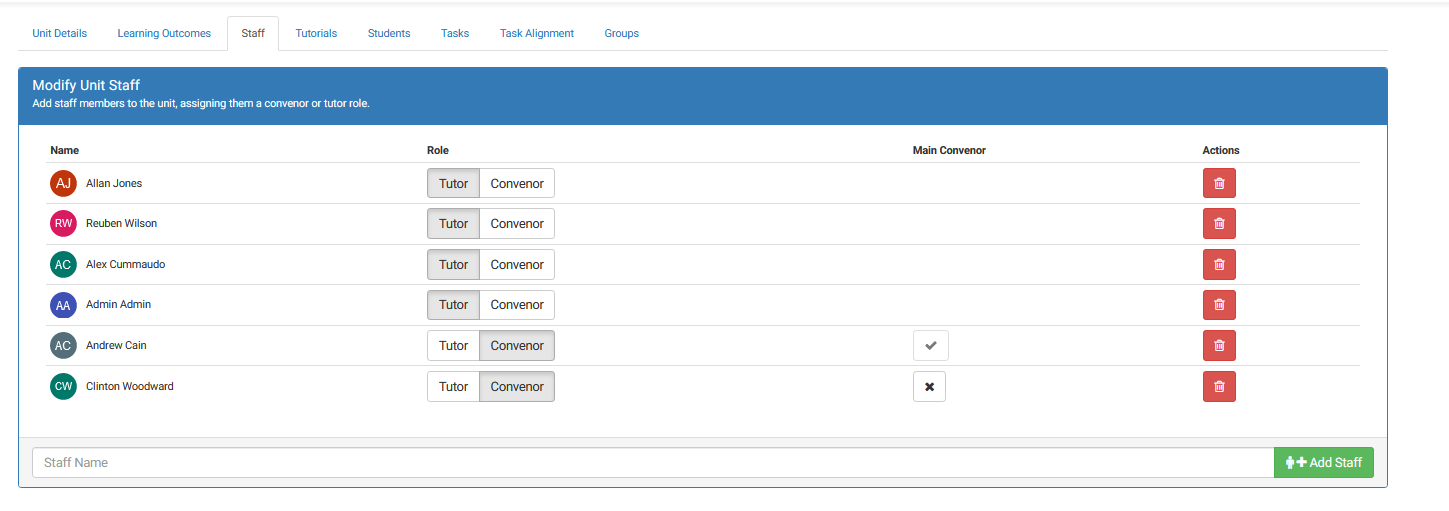 Unit Details Learning Outcomes Staff Tutorials Students Tasks Task Alignment Groups
Modify Unit Staff
Add staff members to the unit, assigning them a convenor or tutor role.
Name Role Main Convenor Actions
AJ Allan Jones Tutor Convenor
RW Reuben Wilson Tutor Convenor
AC Alex Cummaudo Tutor Convenor
AA Admin Admin Tutor Convenor
AC Andrew Cain Tutor Convenor
CW Clinton Woodward Tutor Convenor
Staff Name Add Staff